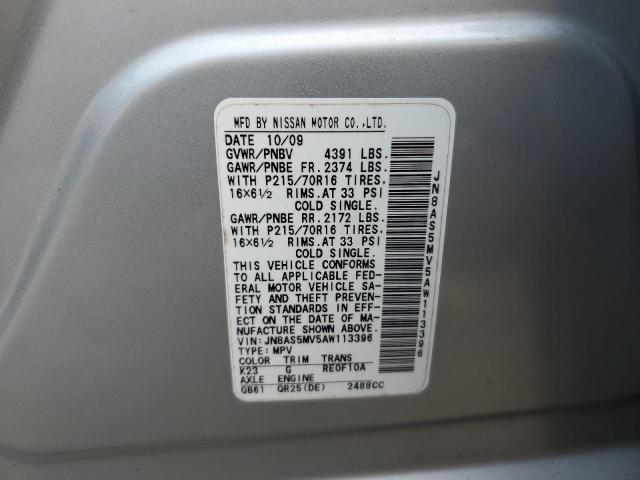 MFD BY NISSAN MOTOR CO.,LTD.
DATE 10/09
GVWR/PNBV 4391 LBS.
GAWR/PNBE FR. 2374 LBS.
WITH P215/70R16 TIRES.
16×6½ RIMS. AT 33 PSI
COLD SINGLE.
GAWR/PNBE RR. 2172 LBS.
WITH P215/70R16 TIRES.
16×6½ RIMS. AT 33 PSI
COLD SINGLE.
THIS VEHICLE CONFORMS
TO ALL APPLICABLE FED-
ERAL MOTOR VEHICLE SA-
FETY AND THEFT PREVEN-
TION STANDARDS IN EFF-
ECT ON THE DATE OF MA-
NUFACTURE SHOWN ABOVE.
VIN: JN8AS5MV5AW113396
TYPE: MPV
COLOR TRIM TRANS
K23 G RE0F10A
AXLE ENGINE
GB61 QR25(DE) 2488CC
JN8AS5MV5AW113396